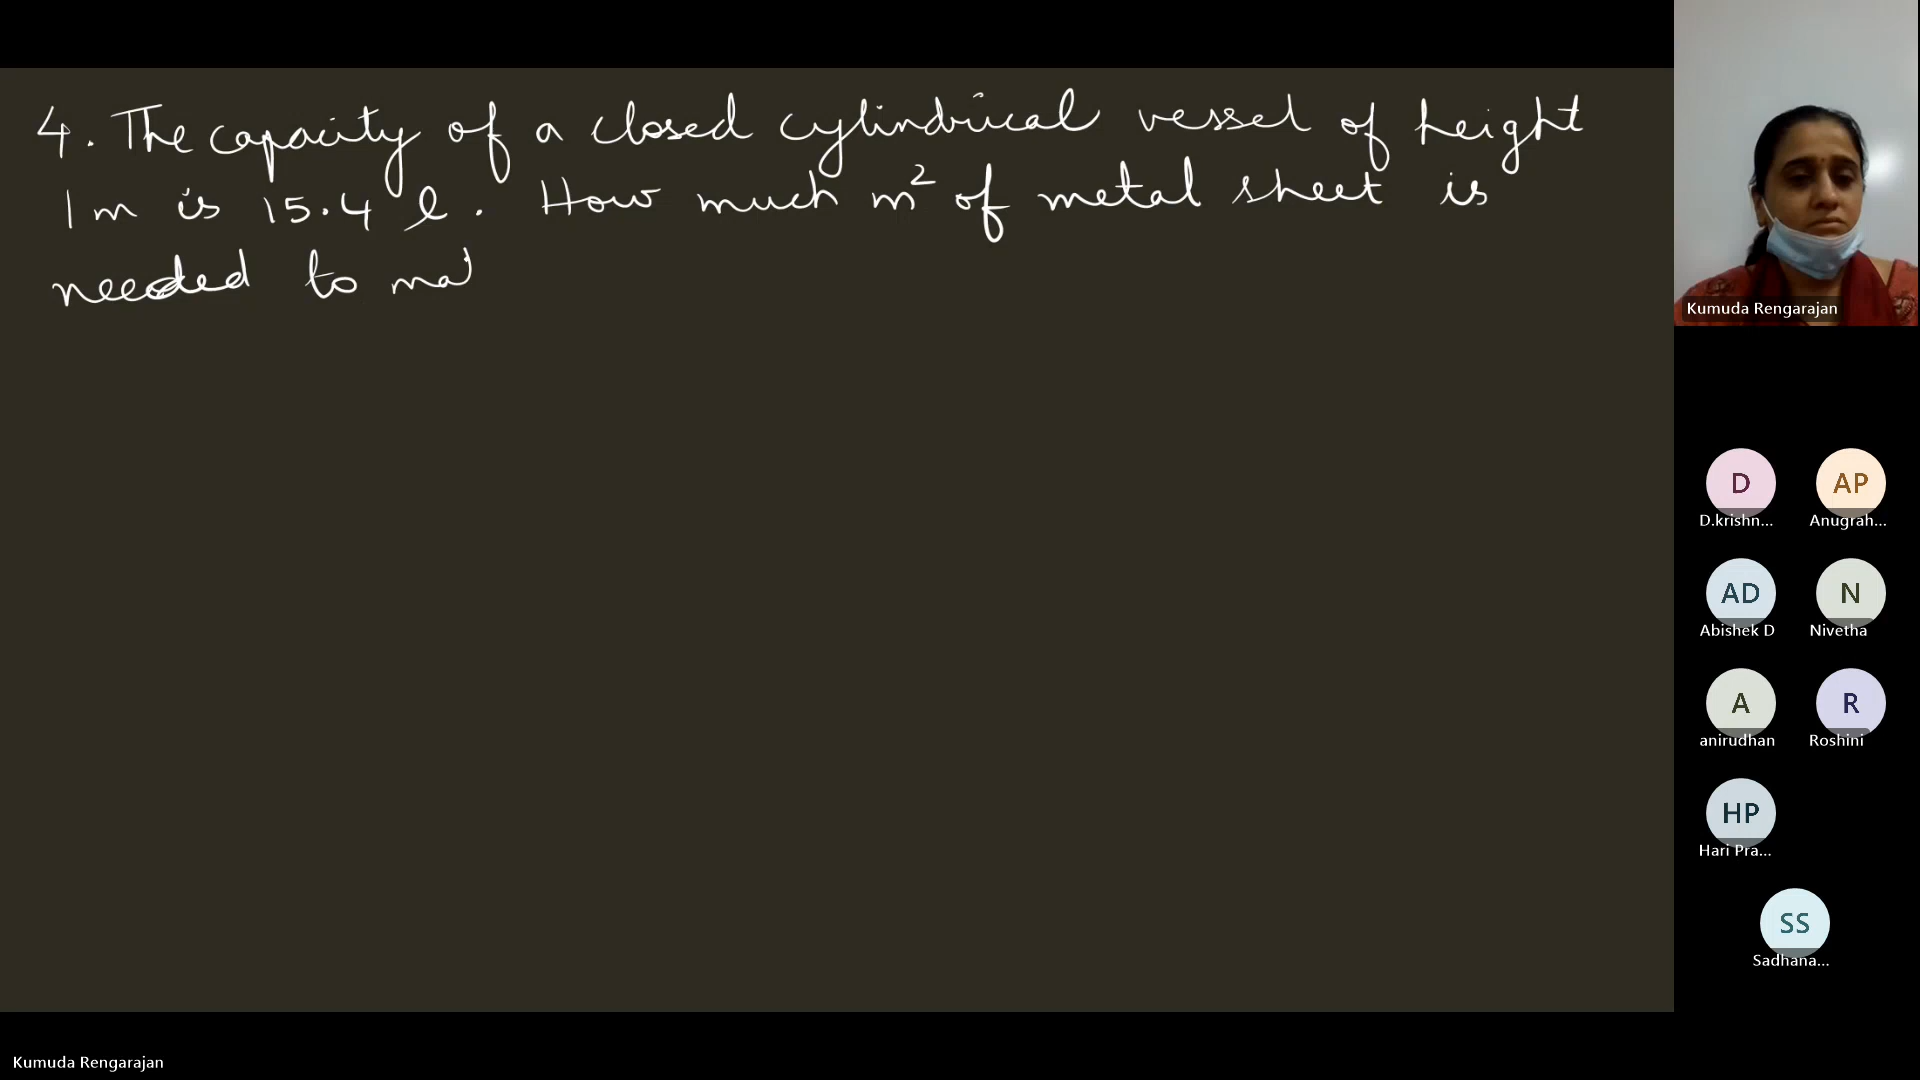 4. The capacity of a closed cylindrical vessel of height
1 m is 15.4 l. How much m² of metal sheet is
needed to ma
Kumuda Rengarajan
D
AP
D.krishn...
Anugrah...
AD
N
Abishek D
Nivetha
A
R
anirudhan
Roshini
HP
Hari Pra...
SS
Sadhana...
Kumuda Rengarajan